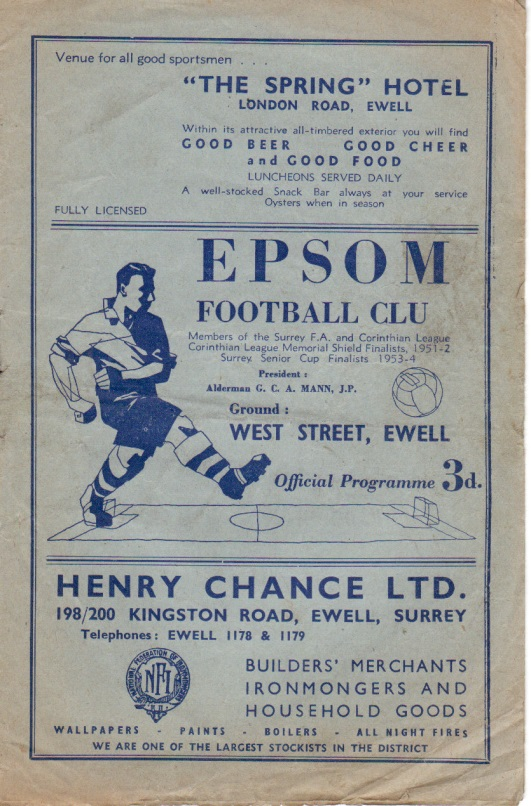 Venue for all good sportsmen . . .
"THE SPRING" HOTEL
LONDON ROAD, EWELL
Within its attractive all-timbered exterior you will find
GOOD BEER GOOD CHEER
and GOOD FOOD
LUNCHEONS SERVED DAILY
A well-stocked Snack Bar always at your service
Oysters when in season
FULLY LICENSED
EPSOM
FOOTBALL CLU
Members of the Surrey F.A. and Corinthian League
Corinthian League Memorial Shield Finalists, 1951-2
Surrey Senior Cup Finalists 1953-4
President :
Alderman G. C. A. MANN, J.P.
Ground :
WEST STREET, EWELL
Official Programme 3d.
HENRY CHANCE LTD.
198/200 KINGSTON ROAD, EWELL, SURREY
Telephones : EWELL 1178 & 1179
NATIONAL FEDERATION OF IRONMONGERS
NFI
BUILDERS' MERCHANTS
IRONMONGERS AND
HOUSEHOLD GOODS
WALLPAPERS - PAINTS - BOILERS - ALL NIGHT FIRES
WE ARE ONE OF THE LARGEST STOCKISTS IN THE DISTRICT